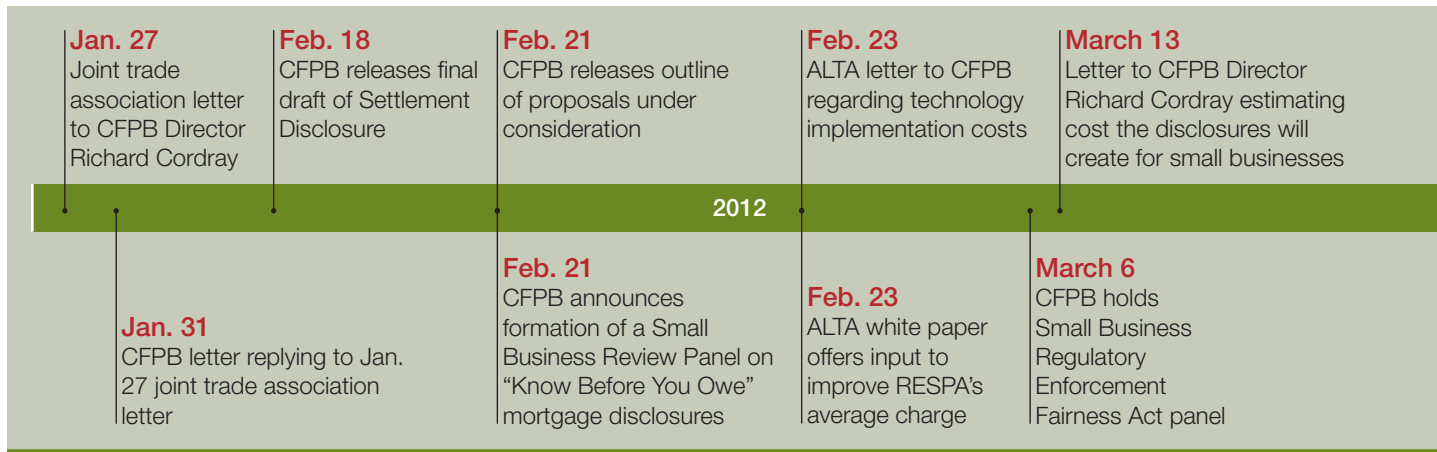 Jan. 27
Joint trade
association letter
to CFPB Director
Richard Cordray
Feb. 18
CFPB releases final
draft of Settlement
Disclosure
Feb. 21
CFPB releases outline
of proposals under
consideration
Feb. 23
ALTA letter to CFPB
regarding technology
implementation costs
March 13
Letter to CFPB Director
Richard Cordray estimating
cost the disclosures will
create for small businesses
2012
Jan. 31
CFPB letter replying to Jan.
27 joint trade association
letter
Feb. 21
CFPB announces
formation of a Small
Business Review Panel on
“Know Before You Owe”
mortgage disclosures
Feb. 23
ALTA white paper
offers input to
improve RESPA’s
average charge
March 6
CFPB holds
Small Business
Regulatory
Enforcement
Fairness Act panel